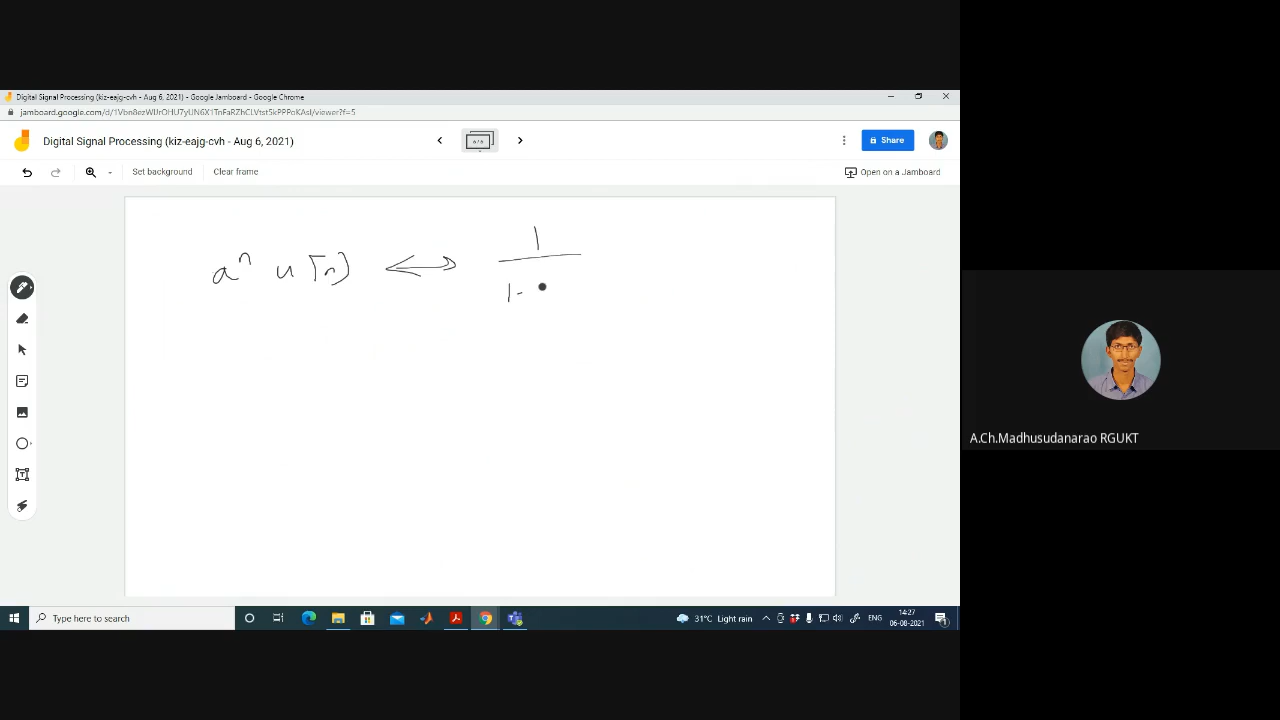 Digital Signal Processing (kiz-eajg-cvh - Aug 6, 2021) - Google Jamboard - Google Chrome
Digital Signal Processing (kiz-eajg-cvh - Aug 6, 2021)
6 / 6
Share
Set background
Clear frame
Open on a Jamboard
aⁿ u[n] ⟷ 1
1-
A.Ch.Madhusudanarao RGUKT
Type here to search
31°C Light rain
ENG
14:27
06-08-2021